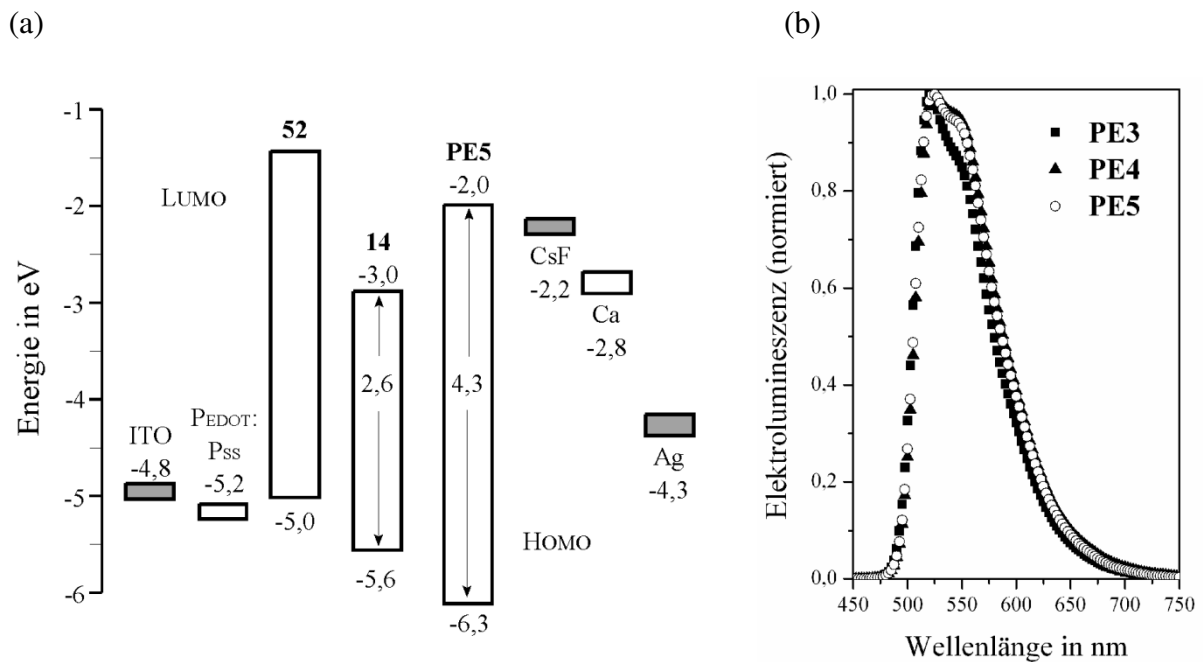 (a)
(b)
Energie in eV
-1
-2
-3
-4
-5
-6
LUMO
HOMO
ITO
-4,8
PEDOT:
PSS
-5,2
52
-5,0
14
-3,0
2,6
-5,6
PE5
-2,0
4,3
-6,3
CsF
-2,2
Ca
-2,8
Ag
-4,3
Elektrolumineszenz (normiert)
1,0
0,8
0,6
0,4
0,2
0,0
PE3
PE4
PE5
450 500 550 600 650 700 750
Wellenlänge in nm